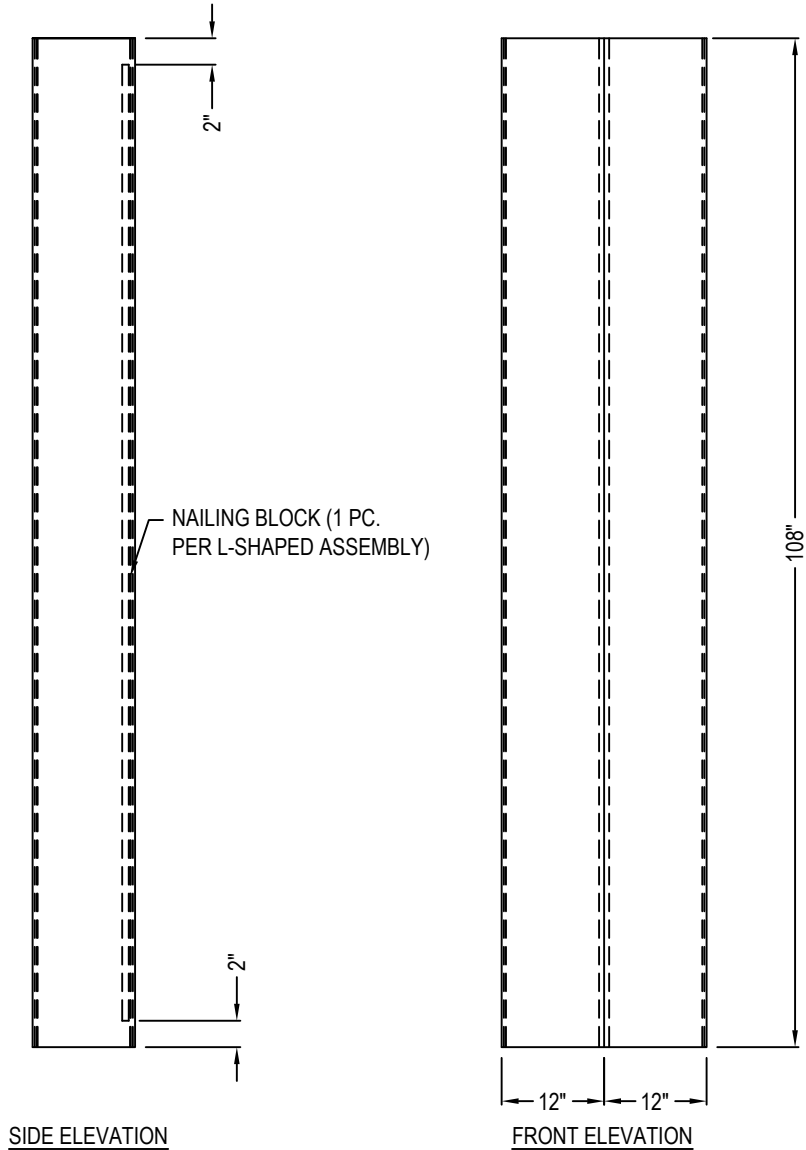 2"
NAILING BLOCK (1 PC.
PER L-SHAPED ASSEMBLY)
108"
2"
12" 12"
SIDE ELEVATION
FRONT ELEVATION